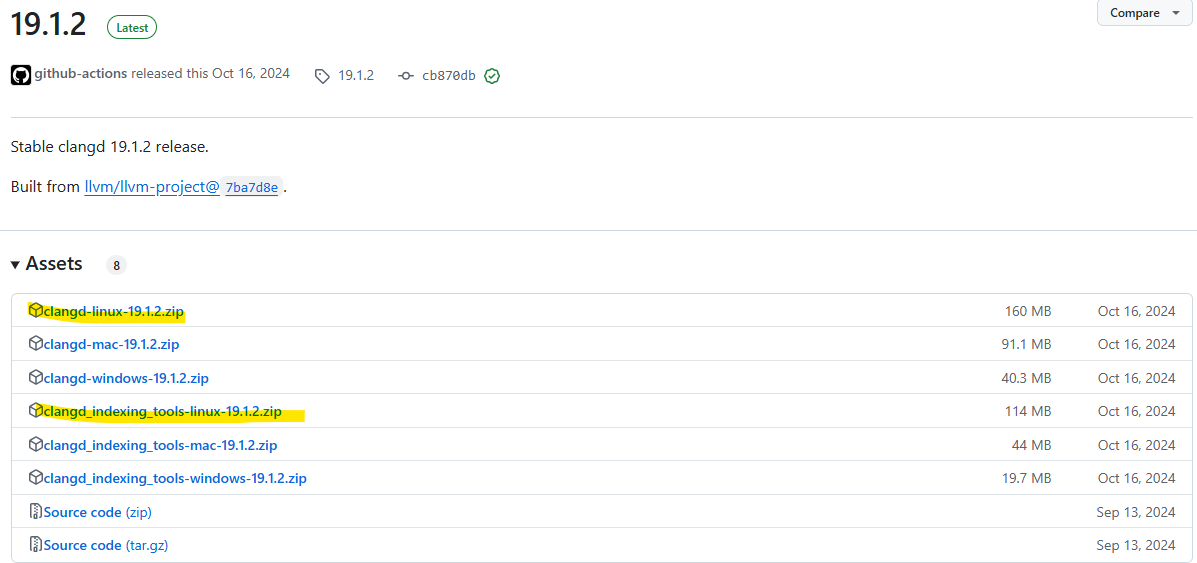 19.1.2 Latest Compare
github-actions released this Oct 16, 2024 19.1.2 cb870db
Stable clangd 19.1.2 release.
Built from llvm/llvm-project@ 7ba7d8e .
Assets 8
clangd-linux-19.1.2.zip 160 MB Oct 16, 2024
clangd-mac-19.1.2.zip 91.1 MB Oct 16, 2024
clangd-windows-19.1.2.zip 40.3 MB Oct 16, 2024
clangd_indexing_tools-linux-19.1.2.zip 114 MB Oct 16, 2024
clangd_indexing_tools-mac-19.1.2.zip 44 MB Oct 16, 2024
clangd_indexing_tools-windows-19.1.2.zip 19.7 MB Oct 16, 2024
Source code (zip) Sep 13, 2024
Source code (tar.gz) Sep 13, 2024